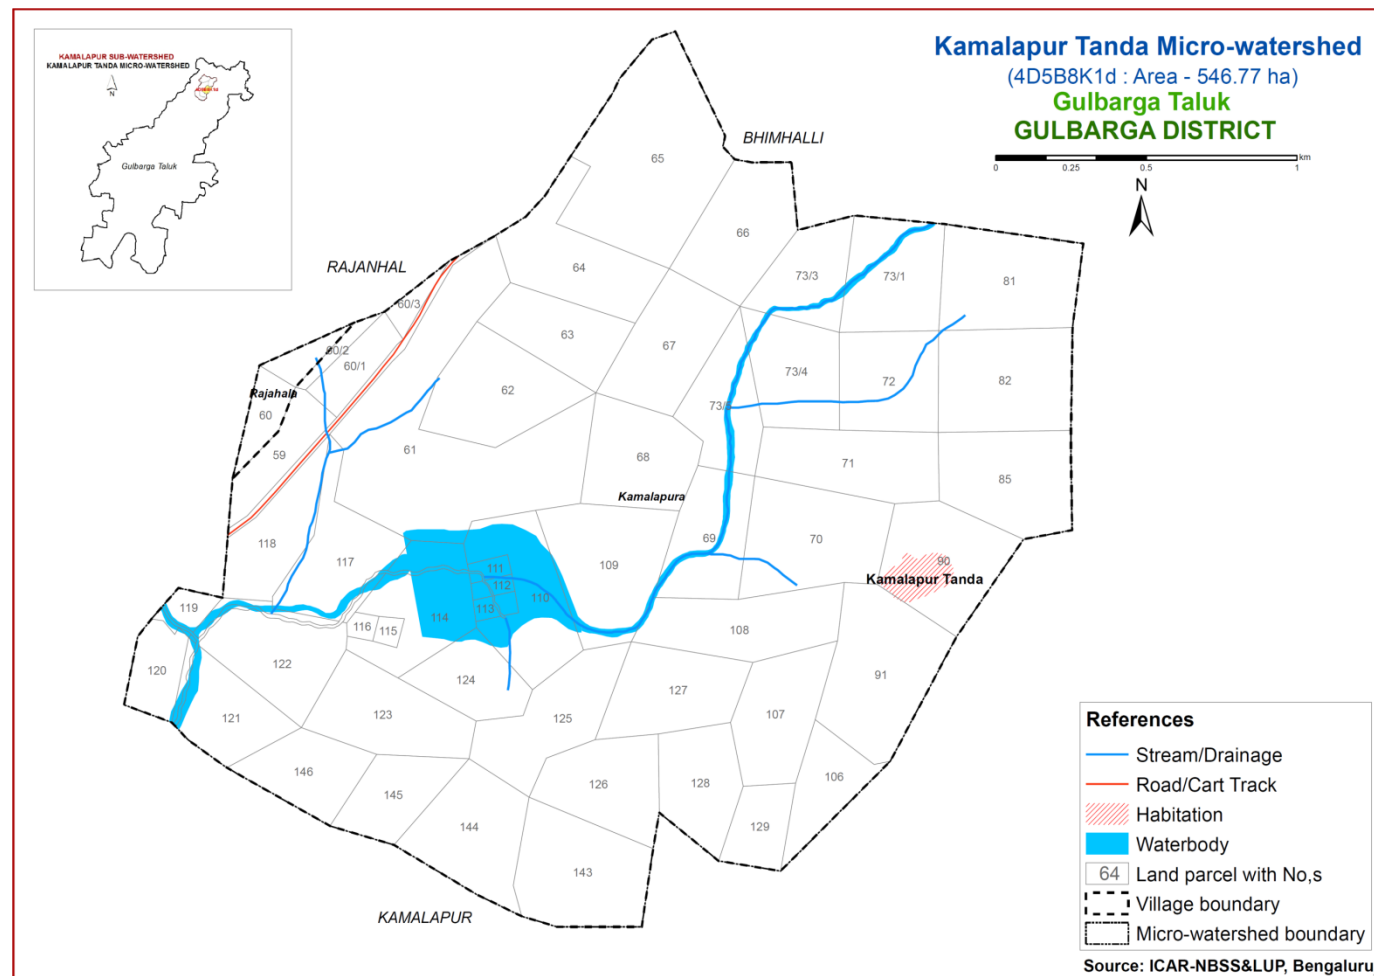 KAMALAPUR SUB-WATERSHED
KAMALAPUR TANDA MICRO-WATERSHED
N
Gulbarga Taluk
Kamalapur Tanda Micro-watershed
(4D5B8K1d : Area - 546.77 ha)
Gulbarga Taluk
GULBARGA DISTRICT
km
0 0.25 0.5 1
N
BHIMHALLI
RAJANHAL
65
66
64
73/3
73/1
81
60/3
63
67
60/2
60/1
73/4
72
82
62
Rajahala
60
73/
61
59
68
71
85
Kamalapura
118
117
109
69
70
90
Kamalapur Tanda
111
112
110
113
114
119
116
115
108
120
122
124
127
91
121
123
125
107
146
145
126
128
106
144
129
143
KAMALAPUR
References
Stream/Drainage
Road/Cart Track
Habitation
Waterbody
64 Land parcel with No,s
Village boundary
Micro-watershed boundary
Source: ICAR-NBSS&LUP, Bengaluru